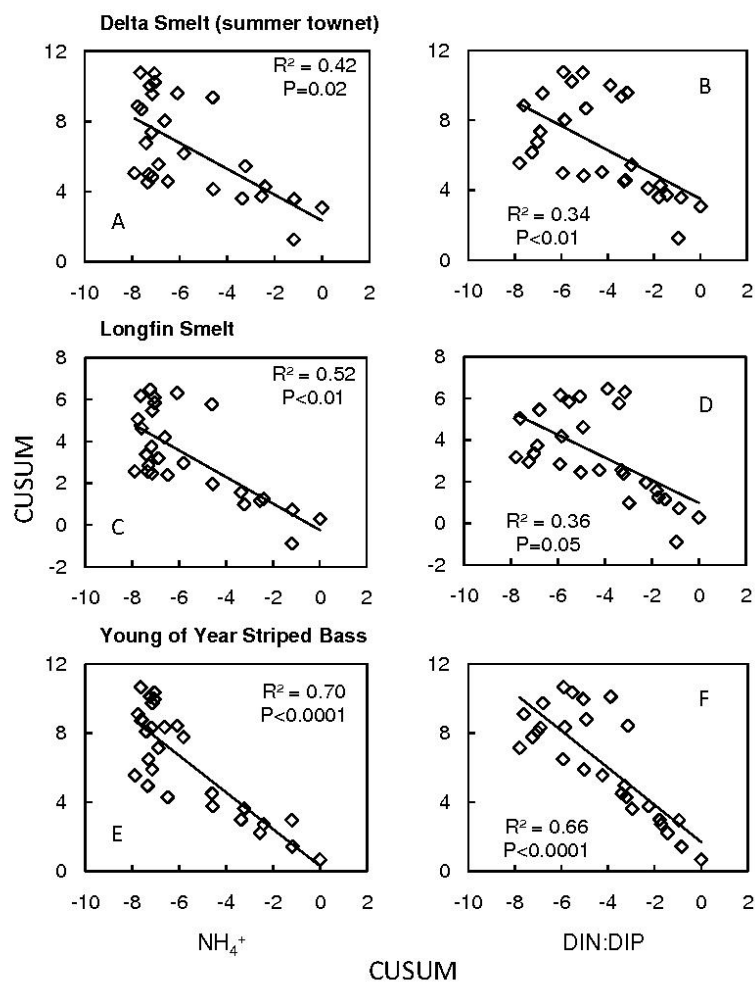 Delta Smelt (summer townet)
12
8
4
0
R² = 0.42
P=0.02
A
-10 -8 -6 -4 -2 0 2
12
8
4
0
B
R² = 0.34
P<0.01
-10 -8 -6 -4 -2 0 2
Longfin Smelt
8
6
4
2
0
-2
R² = 0.52
P<0.01
C
-10 -8 -6 -4 -2 0 2
8
6
4
2
0
-2
D
R² = 0.36
P=0.05
-10 -8 -6 -4 -2 0 2
CUSUM
Young of Year Striped Bass
12
8
4
0
R² = 0.70
P<0.0001
E
-10 -8 -6 -4 -2 0 2
NH₄⁺
12
8
4
0
F
R² = 0.66
P<0.0001
-10 -8 -6 -4 -2 0 2
DIN:DIP
CUSUM